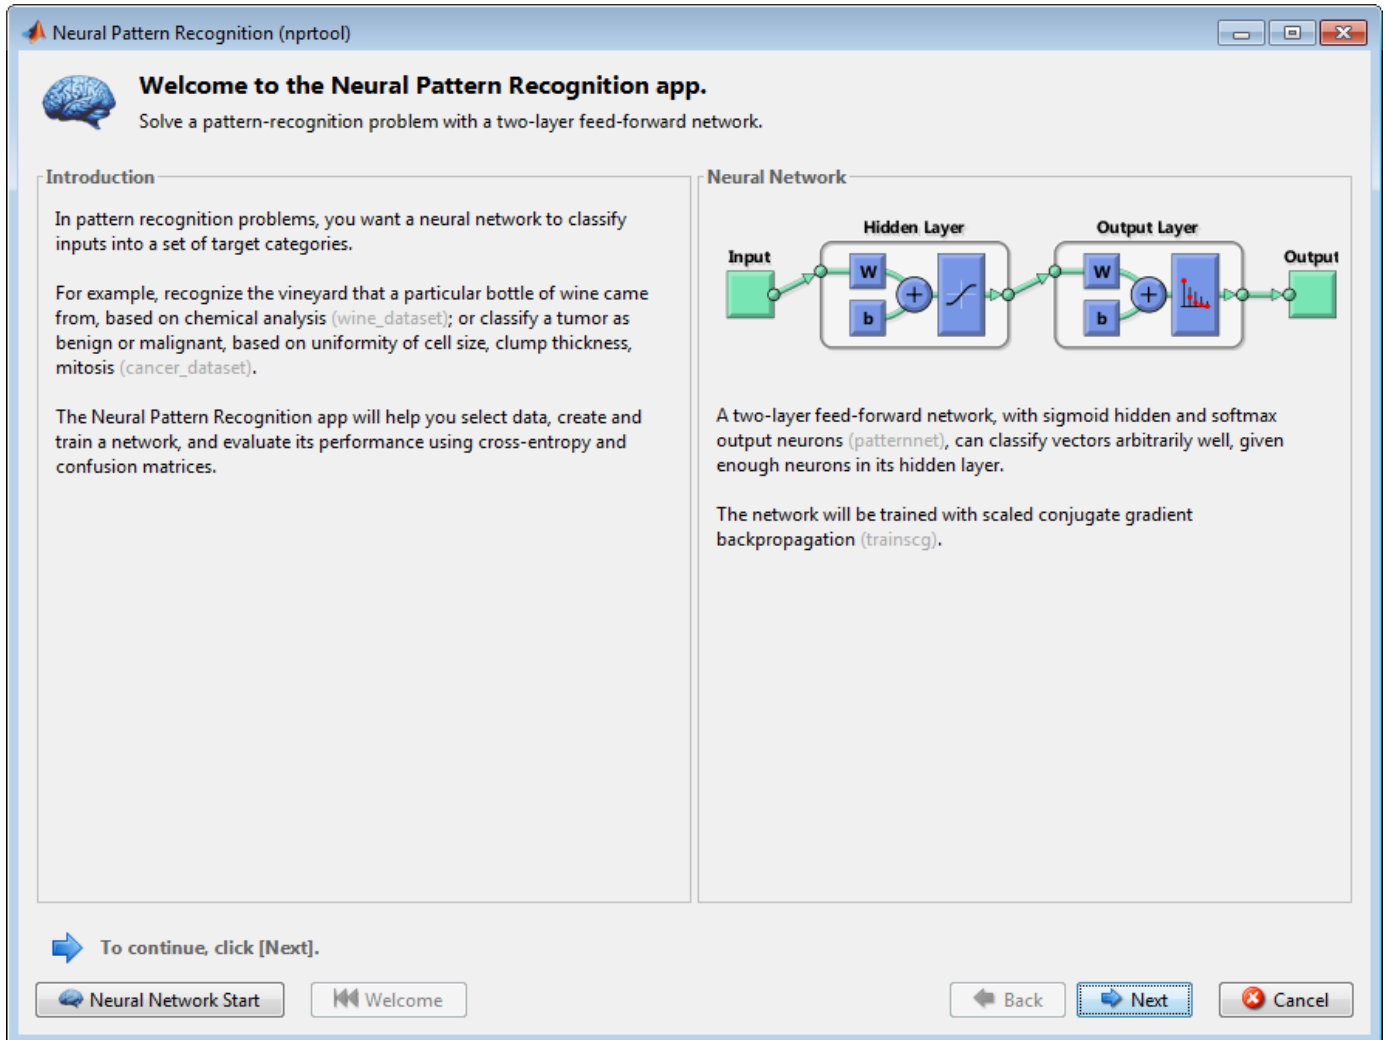 Neural Pattern Recognition (nprtool)
Welcome to the Neural Pattern Recognition app.
Solve a pattern-recognition problem with a two-layer feed-forward network.
Introduction
In pattern recognition problems, you want a neural network to classify
inputs into a set of target categories.
For example, recognize the vineyard that a particular bottle of wine came
from, based on chemical analysis (wine_dataset); or classify a tumor as
benign or malignant, based on uniformity of cell size, clump thickness,
mitosis (cancer_dataset).
The Neural Pattern Recognition app will help you select data, create and
train a network, and evaluate its performance using cross-entropy and
confusion matrices.
Neural Network
Hidden Layer
Output Layer
Input
Output
W
b
+
W
b
+
A two-layer feed-forward network, with sigmoid hidden and softmax
output neurons (patternnet), can classify vectors arbitrarily well, given
enough neurons in its hidden layer.
The network will be trained with scaled conjugate gradient
backpropagation (trainscg).
To continue, click [Next].
Neural Network Start
Welcome
Back
Next
Cancel